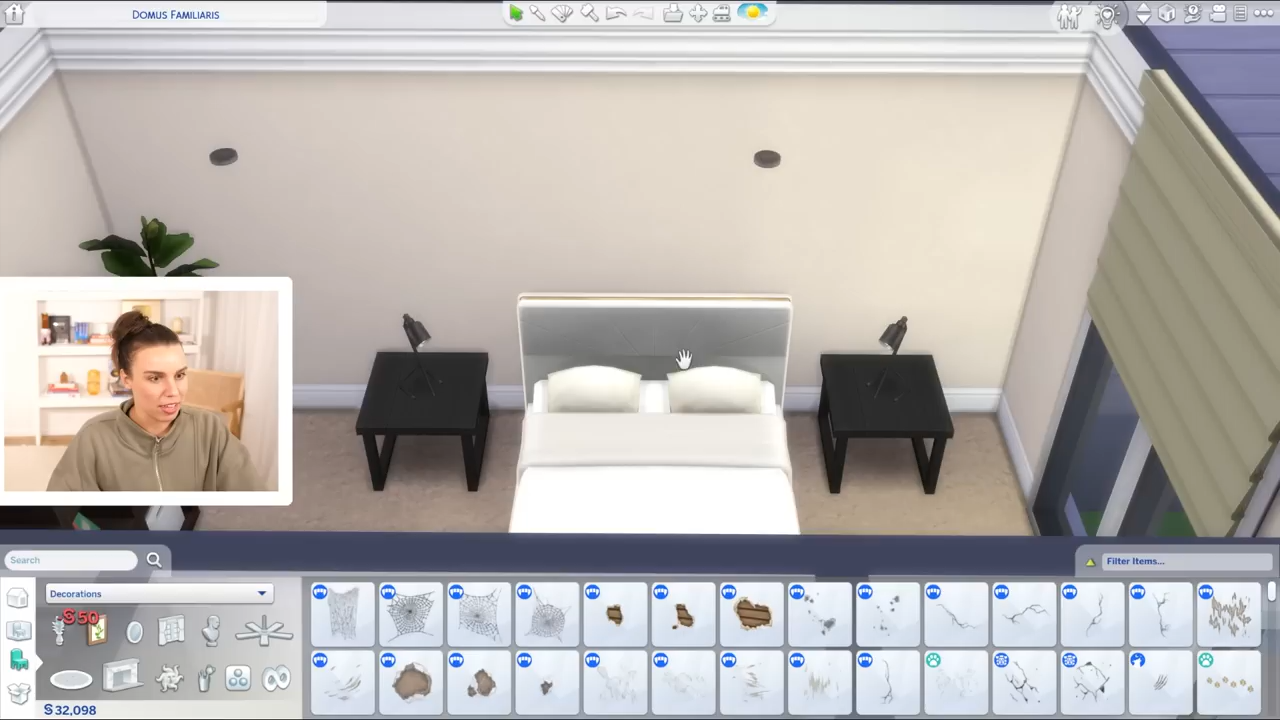 DOMUS FAMILIARIS
Search
Filter Items...
Decorations
§50
§32,098